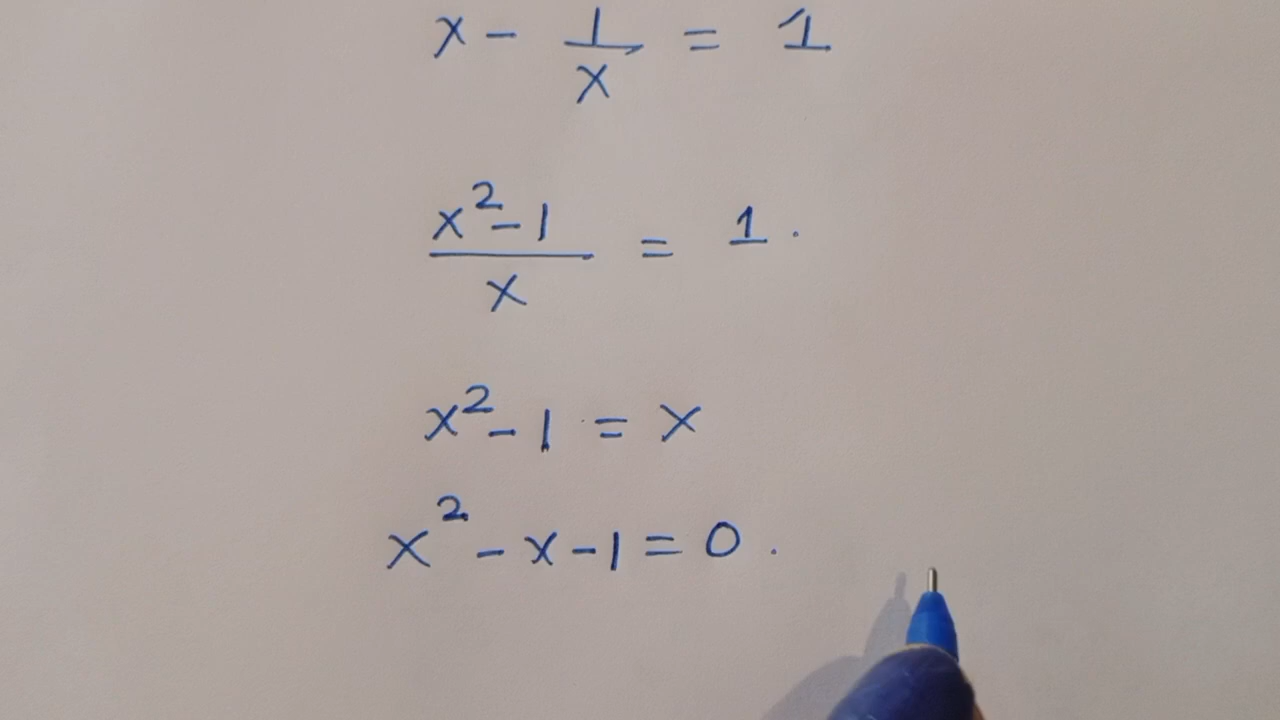 x - 1/x = 1
(x² - 1)/x = 1.
x² - 1 = x
x² - x - 1 = 0.